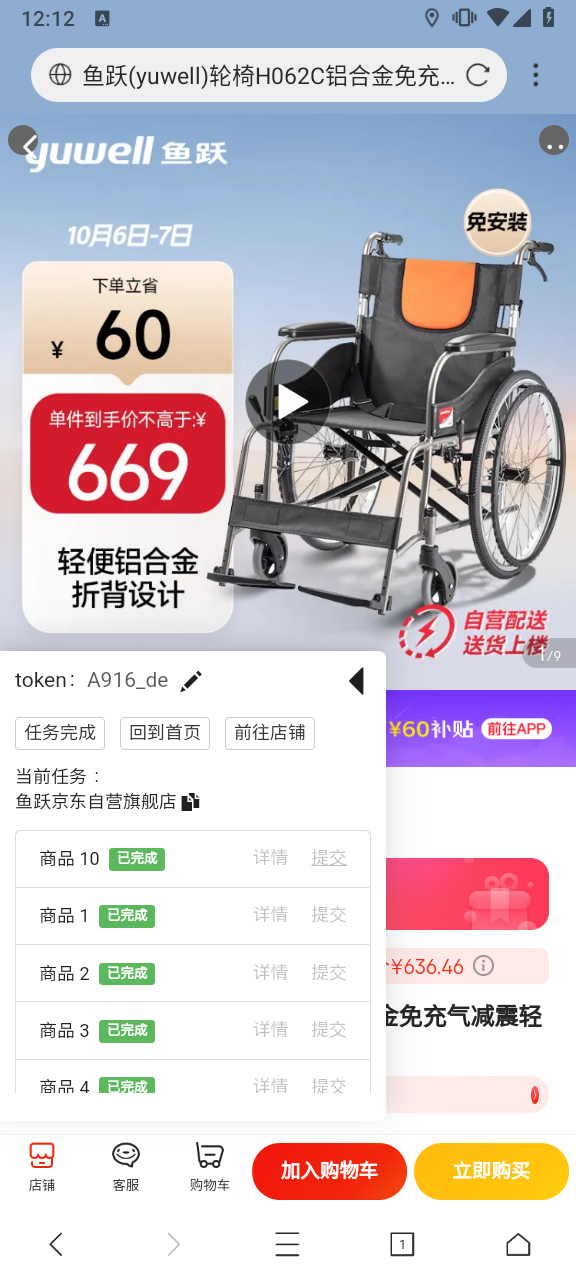 12:12
A
鱼跃(yuwell)轮椅H062C铝合金免充...
yuwell 鱼跃
10月6日-7日
免安装
下单立省
¥ 60
单件到手价不高于:¥
669
轻便铝合金
折背设计
自营配送
送货上楼
1/9
token： A916_de
任务完成 回到首页 前往店铺
¥60补贴 前往APP
当前任务：
鱼跃京东自营旗舰店
商品 10 已完成 详情 提交
商品 1 已完成 详情 提交
商品 2 已完成 详情 提交
¥636.46
金免充气减震轻
商品 3 已完成 详情 提交
商品 4 已完成 详情 提交
店铺 客服 购物车 加入购物车 立即购买
1